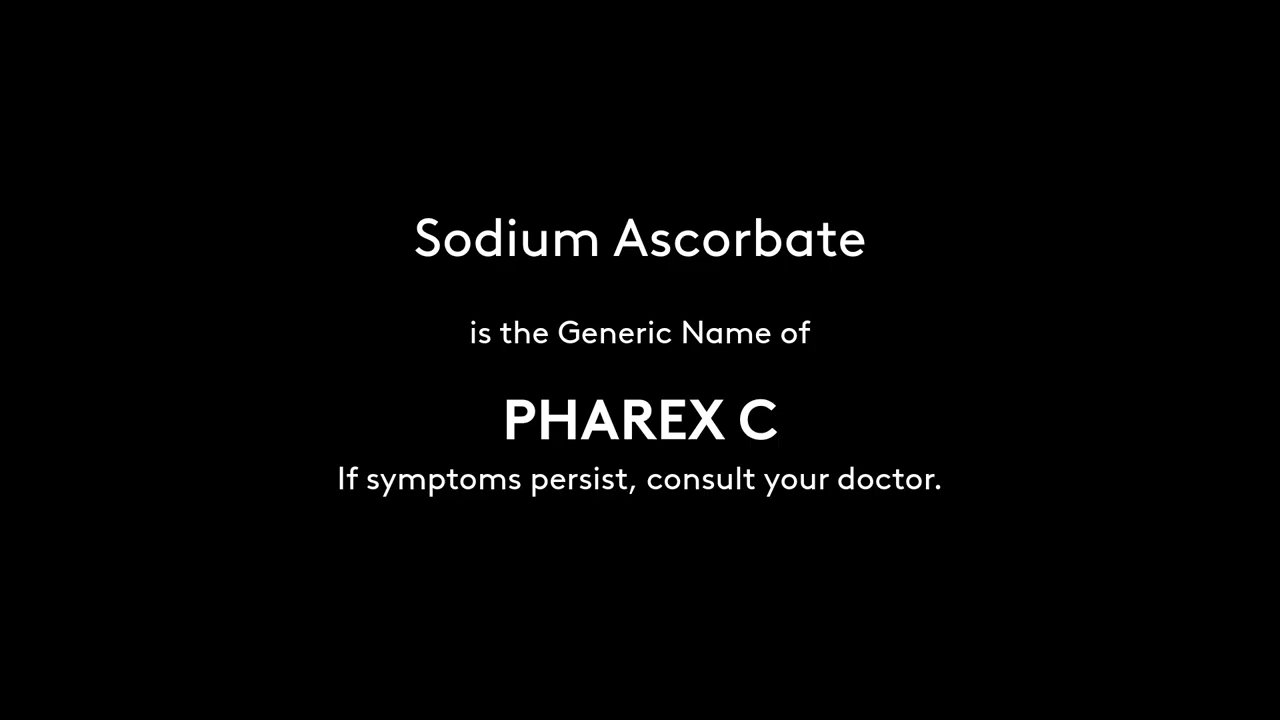 Sodium Ascorbate
is the Generic Name of
PHAREX C
If symptoms persist, consult your doctor.